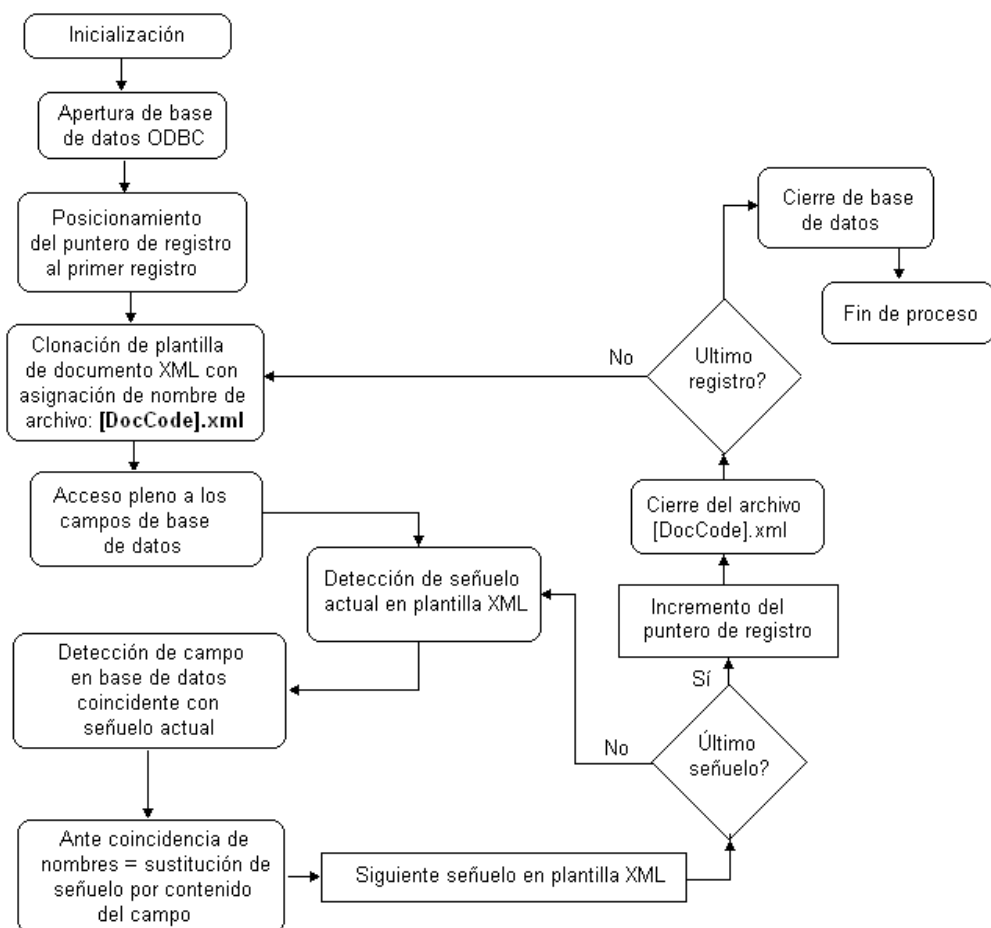 Inicialización
Apertura de base
de datos ODBC
Posicionamiento
del puntero de registro
al primer registro
Clonación de plantilla
de documento XML con
asignación de nombre de
archivo: [DocCode].xml
Acceso pleno a los
campos de base
de datos
Detección de señuelo
actual en plantilla XML
Detección de campo
en base de datos
coincidente con
señuelo actual
Ante coincidencia de
nombres = sustitución de
señuelo por contenido
del campo
Siguiente señuelo en plantilla XML
Último
señuelo?
No
Sí
Incremento del
puntero de registro
Cierre del archivo
[DocCode].xml
Ultimo
registro?
No
Cierre de base
de datos
Fin de proceso